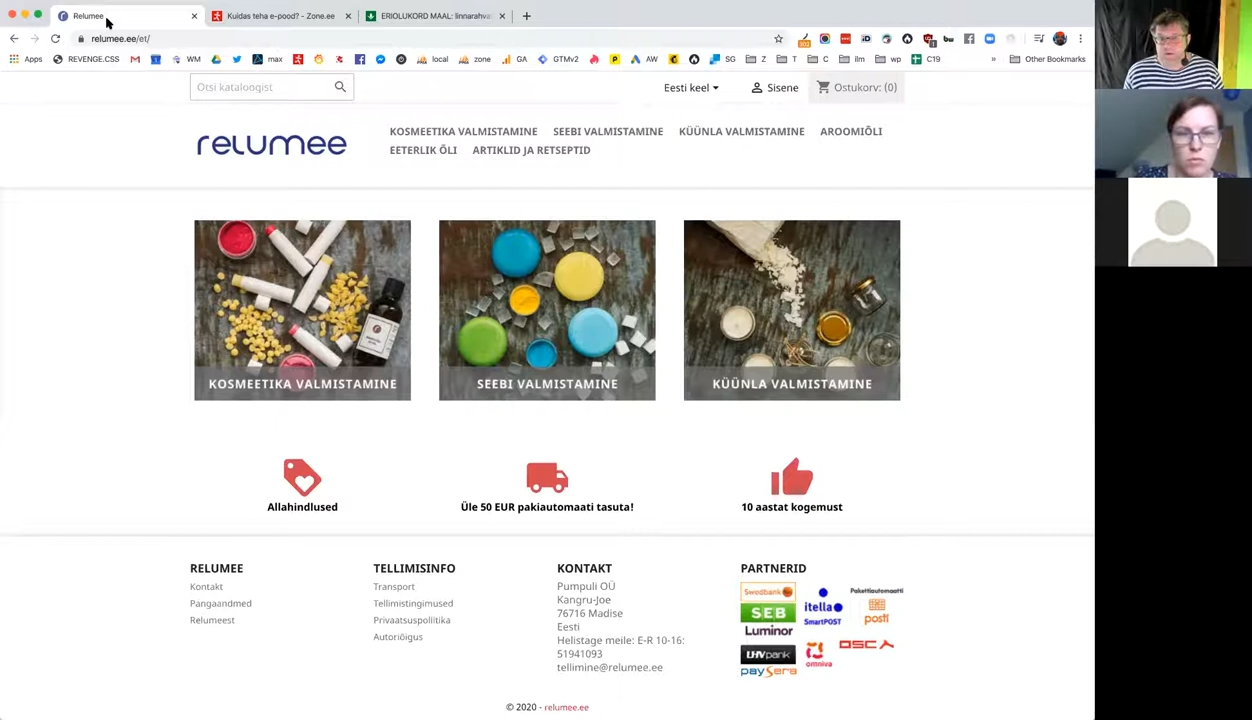 Relumee
Kuidas teha e-pood? - Zone.ee
ERIOLUKORD MAAL: linnarahva
relumee.ee/et/
Apps
REVENGE.CSS
WM
max
local
zone
GA
GTMv2
AW
SG
Z
T
C
ilm
wp
C19
»
Other Bookmarks
Otsi kataloogist
Eesti keel
Sisene
Ostukorv: (0)
relumee
KOSMEETIKA VALMISTAMINE
SEEBI VALMISTAMINE
KÜÜNLA VALMISTAMINE
AROOMIÕLI
EETERLIK ÕLI
ARTIKLID JA RETSEPTID
KOSMEETIKA VALMISTAMINE
SEEBI VALMISTAMINE
KÜÜNLA VALMISTAMINE
Allahindlused
Üle 50 EUR pakiautomaati tasuta!
10 aastat kogemust
RELUMEE
Kontakt
Pangaandmed
Relumeest
TELLIMISINFO
Transport
Tellimistingimused
Privaatsuspoliitika
Autoriõigus
KONTAKT
Pumpuli OÜ
Kangru-Joe
76716 Madise
Eesti
Helistage meile: E-R 10-16:
51941093
tellimine@relumee.ee
PARTNERID
Swedbank
SEB
Luminor
LHV pank
paysera
itella
SmartPOST
omniva
Pakettiautomaatti
posti
DSC
© 2020 - relumee.ee